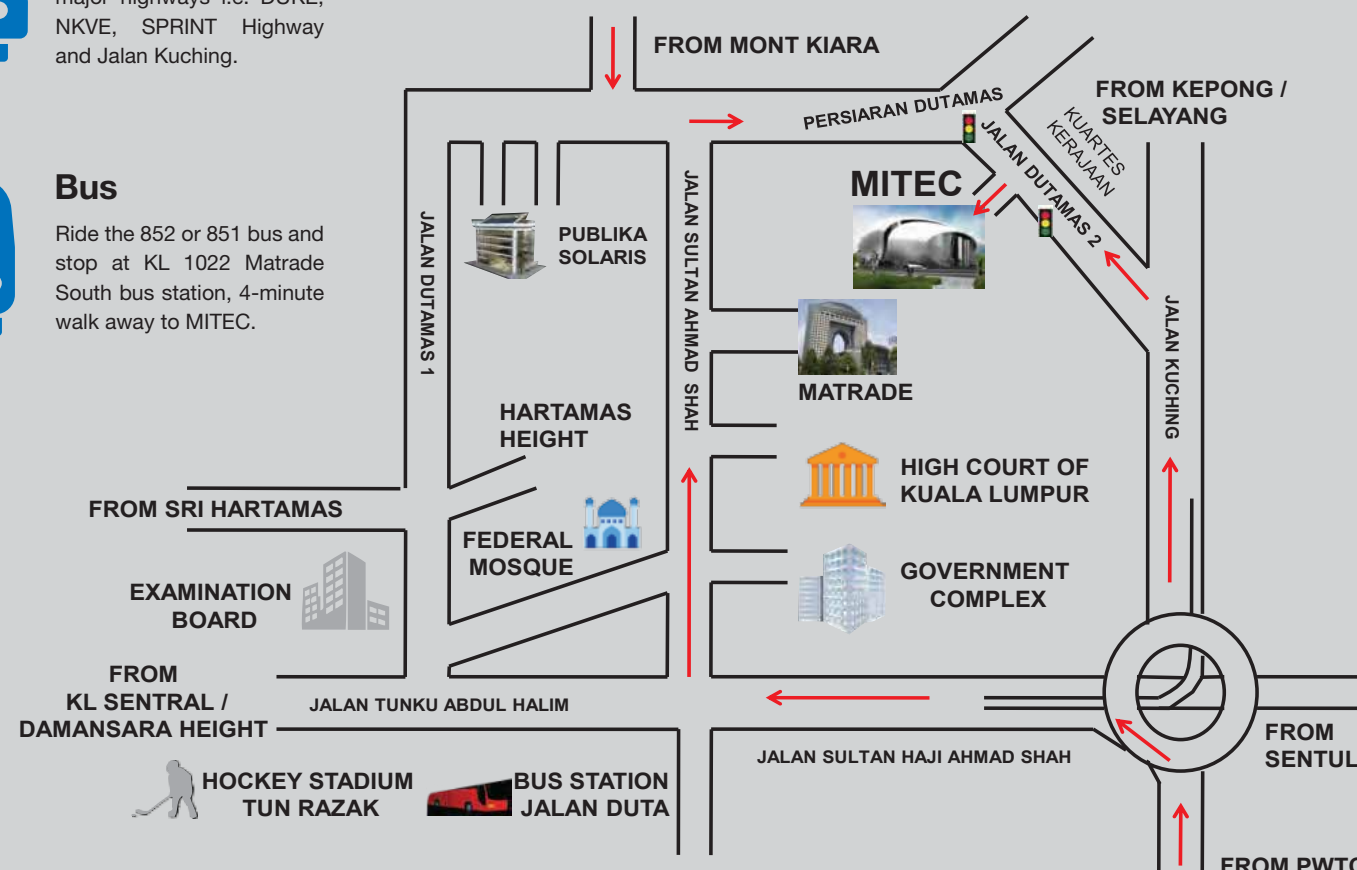 major highways i.e. DUKE,
NKVE, SPRINT Highway
and Jalan Kuching.
Bus
Ride the 852 or 851 bus and
stop at KL 1022 Matrade
South bus station, 4-minute
walk away to MITEC.
FROM MONT KIARA
PERSIARAN DUTAMAS
FROM KEPONG /
SELAYANG
KUARTES
KERAJAAN
JALAN DUTAMAS 2
MITEC
JALAN SULTAN AHMAD SHAH
JALAN DUTAMAS 1
PUBLIKA
SOLARIS
MATRADE
JALAN KUCHING
HARTAMAS
HEIGHT
HIGH COURT OF
KUALA LUMPUR
FROM SRI HARTAMAS
FEDERAL
MOSQUE
EXAMINATION
BOARD
GOVERNMENT
COMPLEX
FROM
KL SENTRAL /
DAMANSARA HEIGHT
JALAN TUNKU ABDUL HALIM
JALAN SULTAN HAJI AHMAD SHAH
FROM
SENTUL
HOCKEY STADIUM
TUN RAZAK
BUS STATION
JALAN DUTA
FROM PWTC